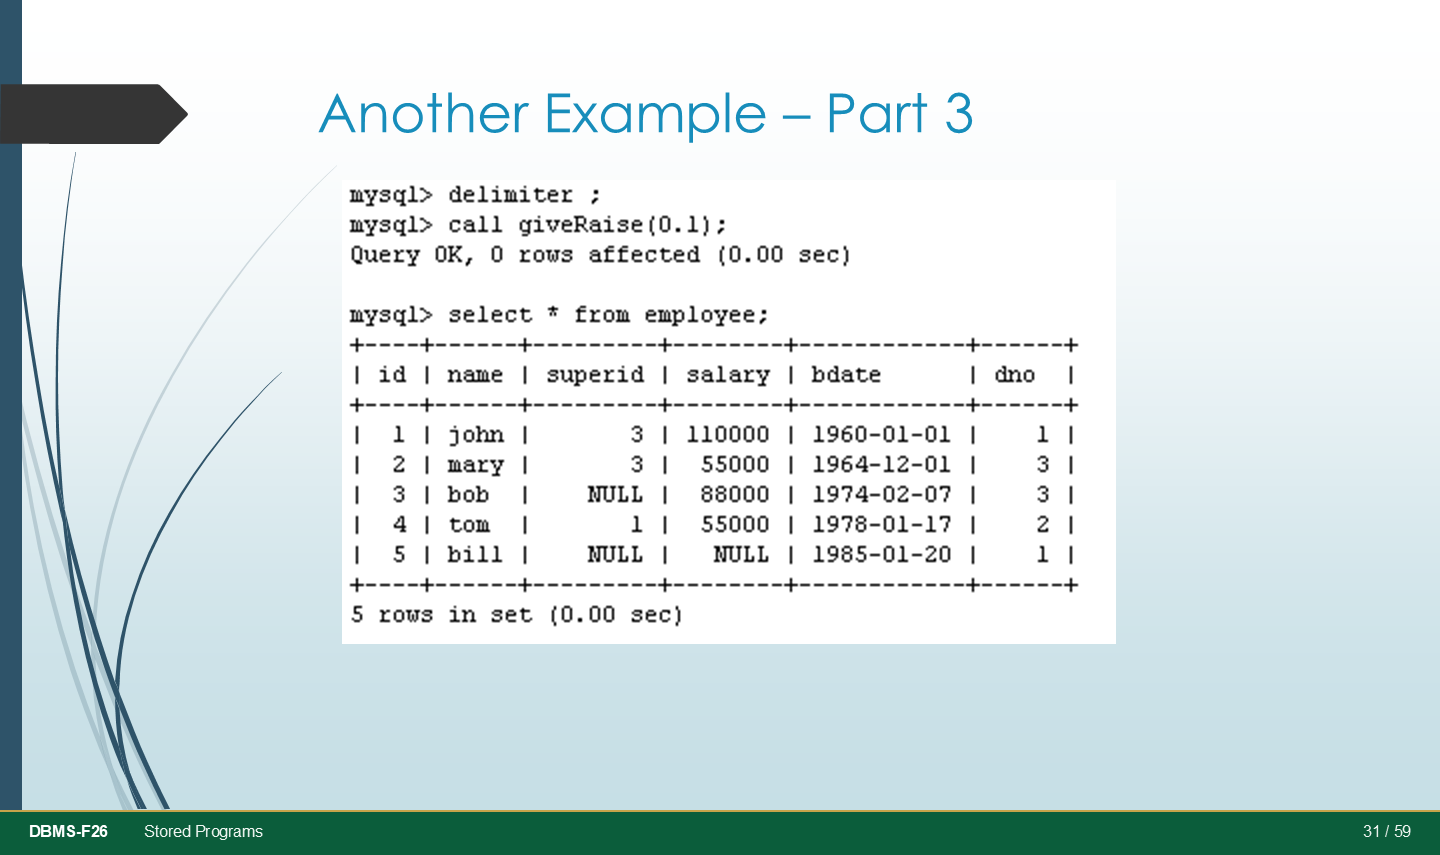 Another Example – Part 3
mysql> delimiter ;
mysql> call giveRaise(0.1);
Query OK, 0 rows affected (0.00 sec)
mysql> select * from employee;
+----+------+---------+--------+------------+------+
| id | name | superid | salary | bdate      | dno  |
+----+------+---------+--------+------------+------+
|  1 | john |       3 | 110000 | 1960-01-01 |    1 |
|  2 | mary |       3 |  55000 | 1964-12-01 |    3 |
|  3 | bob  |    NULL |  88000 | 1974-02-07 |    3 |
|  4 | tom  |       1 |  55000 | 1978-01-17 |    2 |
|  5 | bill |    NULL |   NULL | 1985-01-20 |    1 |
+----+------+---------+--------+------------+------+
5 rows in set (0.00 sec)
DBMS-F26 Stored Programs 31 / 59